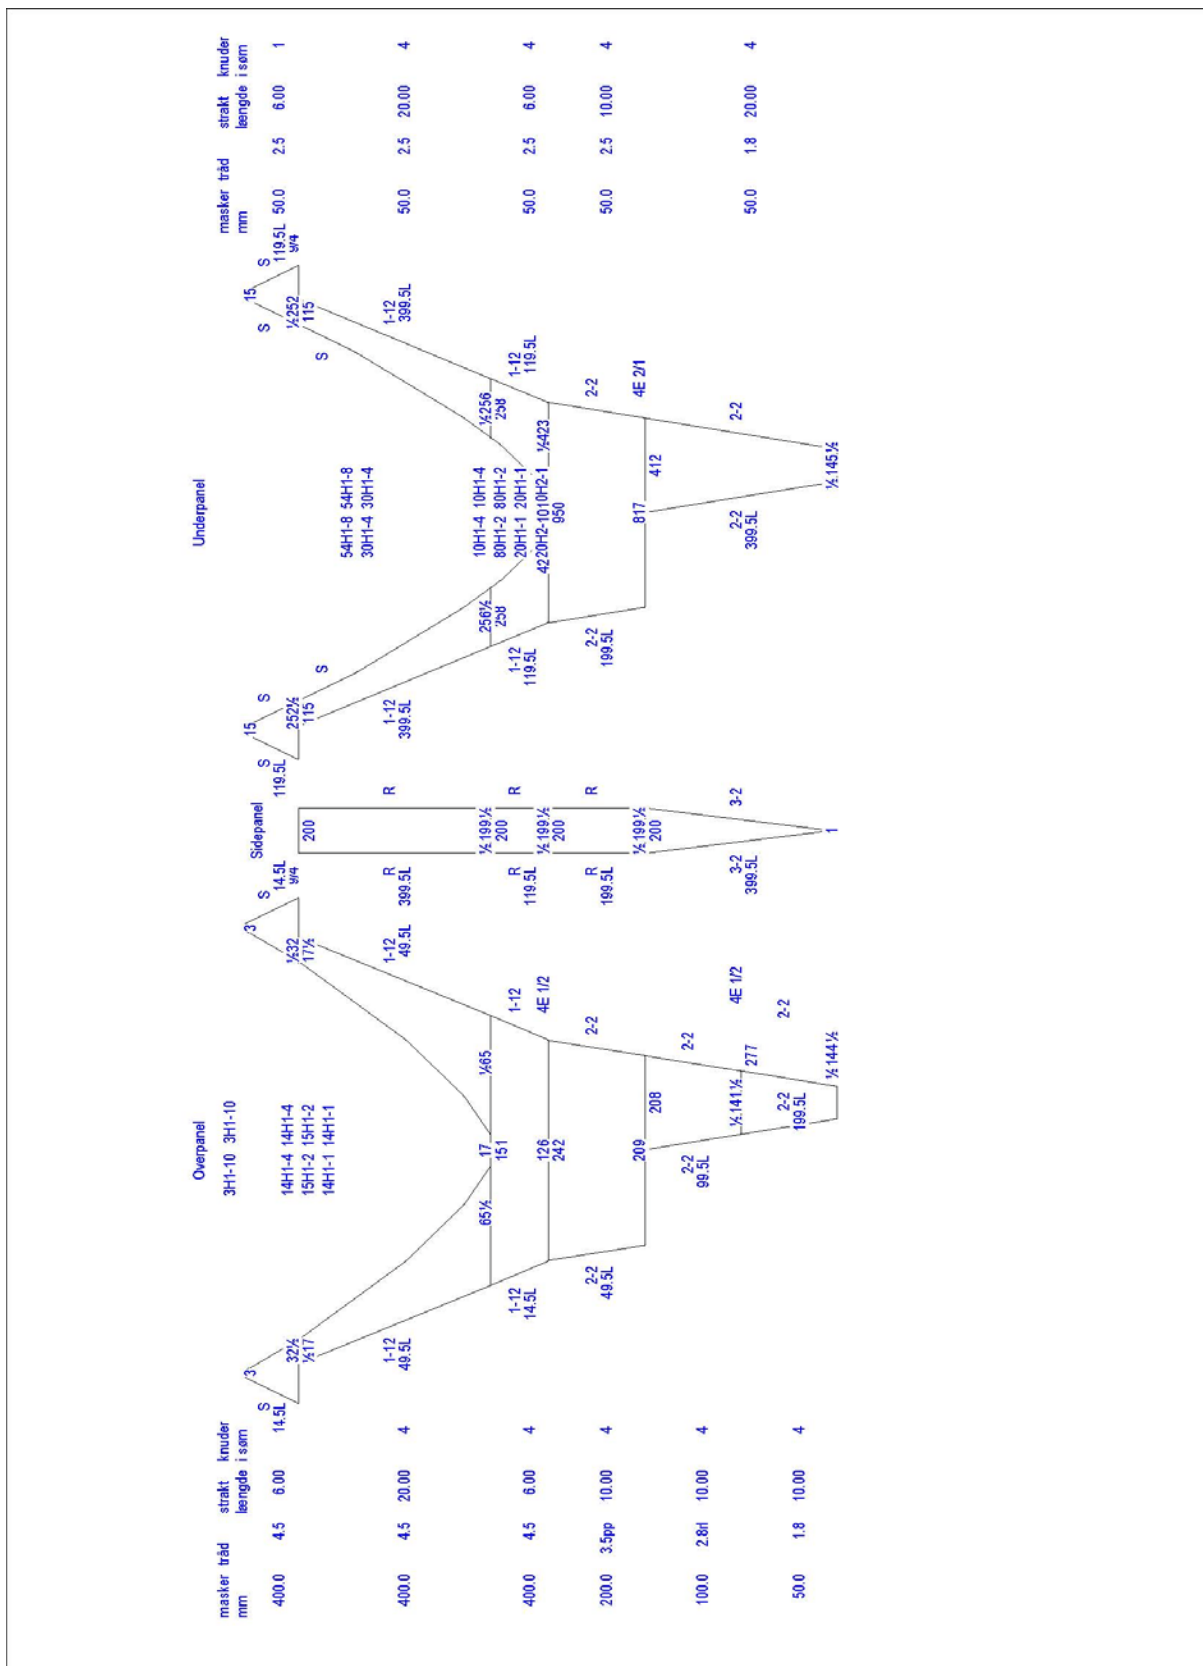 Overpanel
3H1-10 3H1-10
14H1-4 14H1-4
15H1-2 15H1-2
14H1-1 14H1-1
masker tråd strakt knuder
mm længde i søm
400.0 4.5 6.00
400.0 4.5 20.00 4
400.0 4.5 6.00 4
200.0 3.5pp 10.00 4
100.0 2.8rl 10.00 4
50.0 1.8 10.00 4
3
S
14.5L
32½
½17
1-12
49.5L
65½
1-12
14.5L
2-2
49.5L
17
151
126
242
209
208
2-2
99.5L
½.141.½
277
2-2
199.5L
½.144½
3
S
14.5L
9/4
½32
17½
1-12
49.5L
½65
1-12
4E 1/2
2-2
2-2
4E 1/2
2-2
Sidepanel
200
R
399.5L
R
½.199½
200
R
119.5L
R
½.199½
200
R
199.5L
R
½.199½
200
3-2
399.5L
3-2
1
Underpanel
54H1-8 54H1-8
30H1-4 30H1-4
10H1-4 10H1-4
80H1-2 80H1-2
20H1-1 20H1-1
950
15
S
S
119.5L
252½
115
S
1-12
399.5L
256½
258
1-12
119.5L
2-2
199.5L
817
412
2-2
399.5L
½.145.½
15
S
S
119.5L
9/4
½252
115
S
1-12
399.5L
½256
258
1-12
119.5L
½423
2-2
4E 2/1
2-2
masker tråd strakt knuder
mm længde i søm
50.0 2.5 6.00 1
50.0 2.5 20.00 4
50.0 2.5 6.00 4
50.0 2.5 10.00 4
50.0 1.8 20.00 4